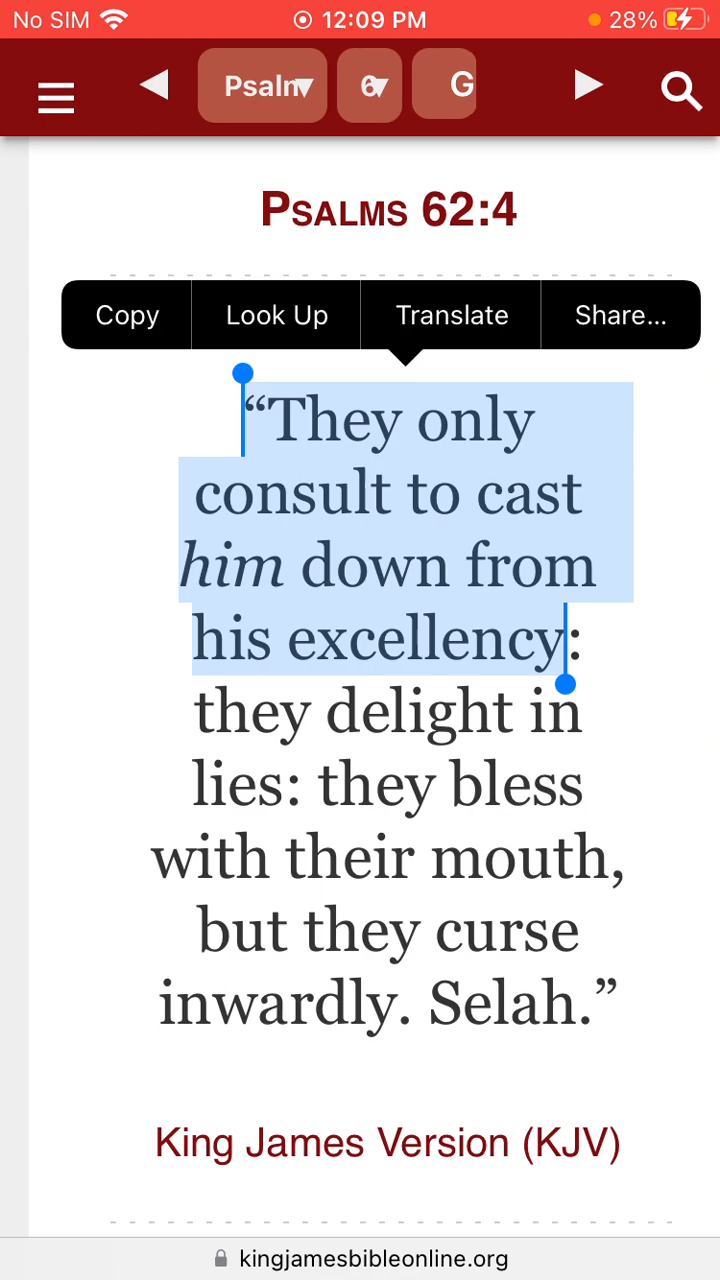 No SIM 12:09 PM 28%
Psalm 6 G
PSALMS 62:4
Copy Look Up Translate Share...
“They only
consult to cast
him down from
his excellency:
they delight in
lies: they bless
with their mouth,
but they curse
inwardly. Selah.”
King James Version (KJV)
kingjamesbibleonline.org